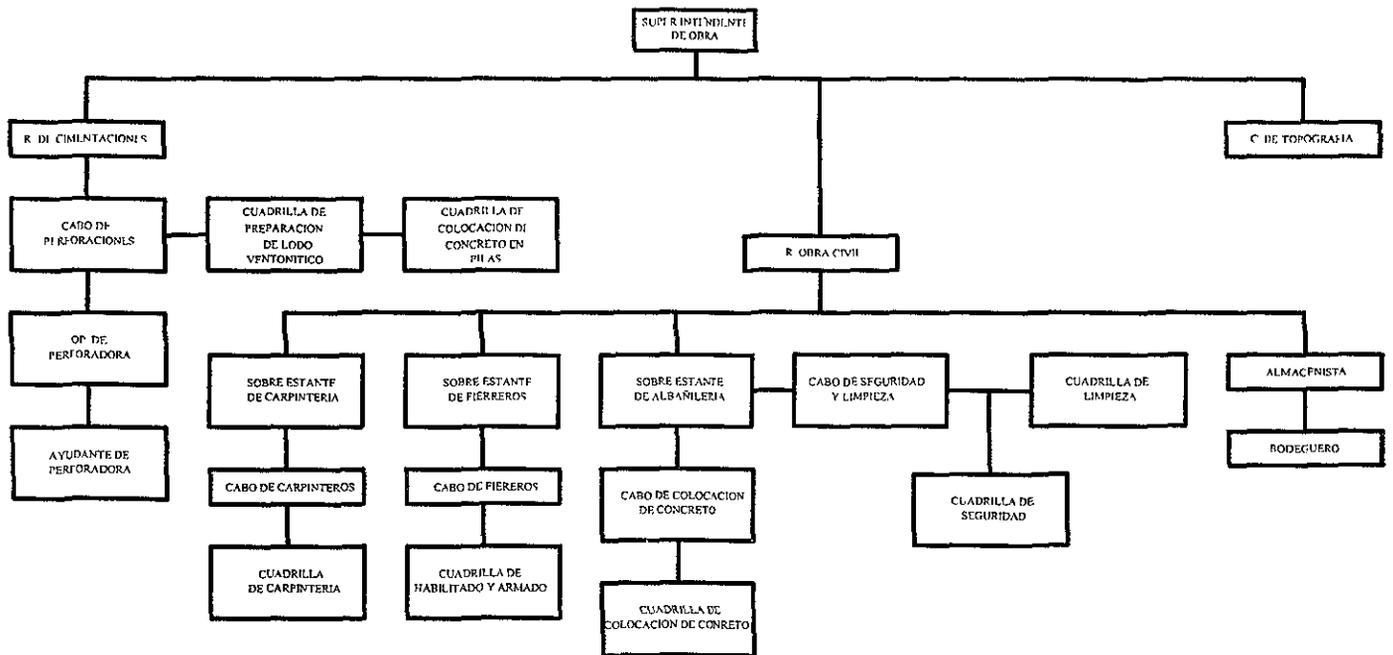 SUPERINTENDENTE
DE OBRA
R. DE CIMENTACIONES
C. DE TOPOGRAFIA
CABO DE
PERFORACIONES
CUADRILLA DE
PREPARACION
DE LODO
VENTONITICO
CUADRILLA DE
COLOCACION DE
CONCRETO EN
PILAS
R. OBRA CIVIL
OP. DE
PERFORADORA
SOBRE ESTANTE
DE CARPINTERIA
SOBRE ESTANTE
DE FIERREROS
SOBRE ESTANTE
DE ALBAÑILERIA
CABO DE SEGURIDAD
Y LIMPIEZA
CUADRILLA DE
LIMPIEZA
ALMACENISTA
AYUDANTE DE
PERFORADORA
CABO DE CARPINTEROS
CABO DE FIEREROS
CABO DE COLOCACION
DE CONCRETO
CUADRILLA DE
SEGURIDAD
BODEGUERO
CUADRILLA
DE CARPINTERIA
CUADRILLA DE
HABILITADO Y ARMADO
CUADRILLA DE
COLOCACION DE CONRETO